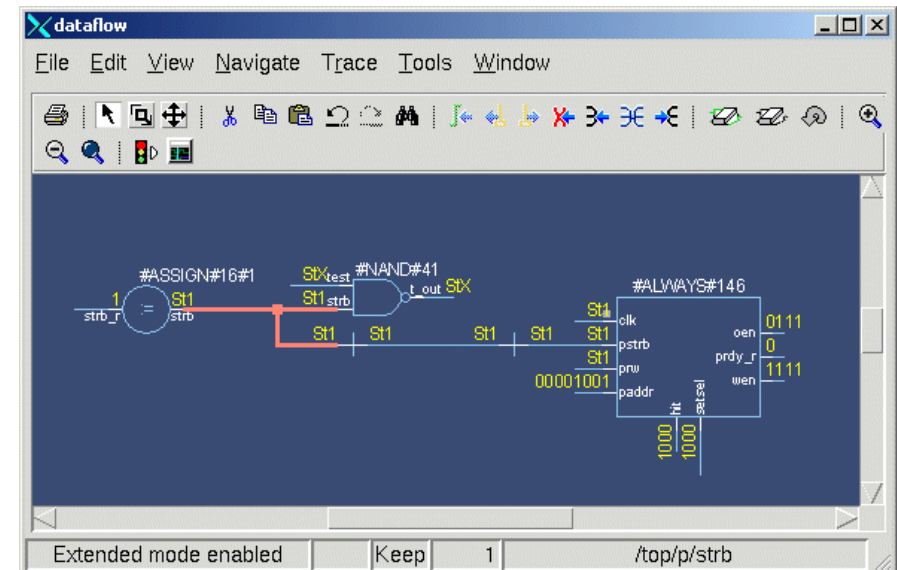 dataflow
File Edit View Navigate Trace Tools Window
#ASSIGN#16#1
1
strb_r
:=
St1
strb
StX
test
#NAND#41
St1
strb
t_out
StX
St1
St1
St1
St1
#ALWAYS#146
St1
clk
St1
pstrb
St1
prw
00001001
paddr
oen
0111
prdy_r
0
wen
1111
hit
setsel
1000
1000
Extended mode enabled
Keep
1
/top/p/strb